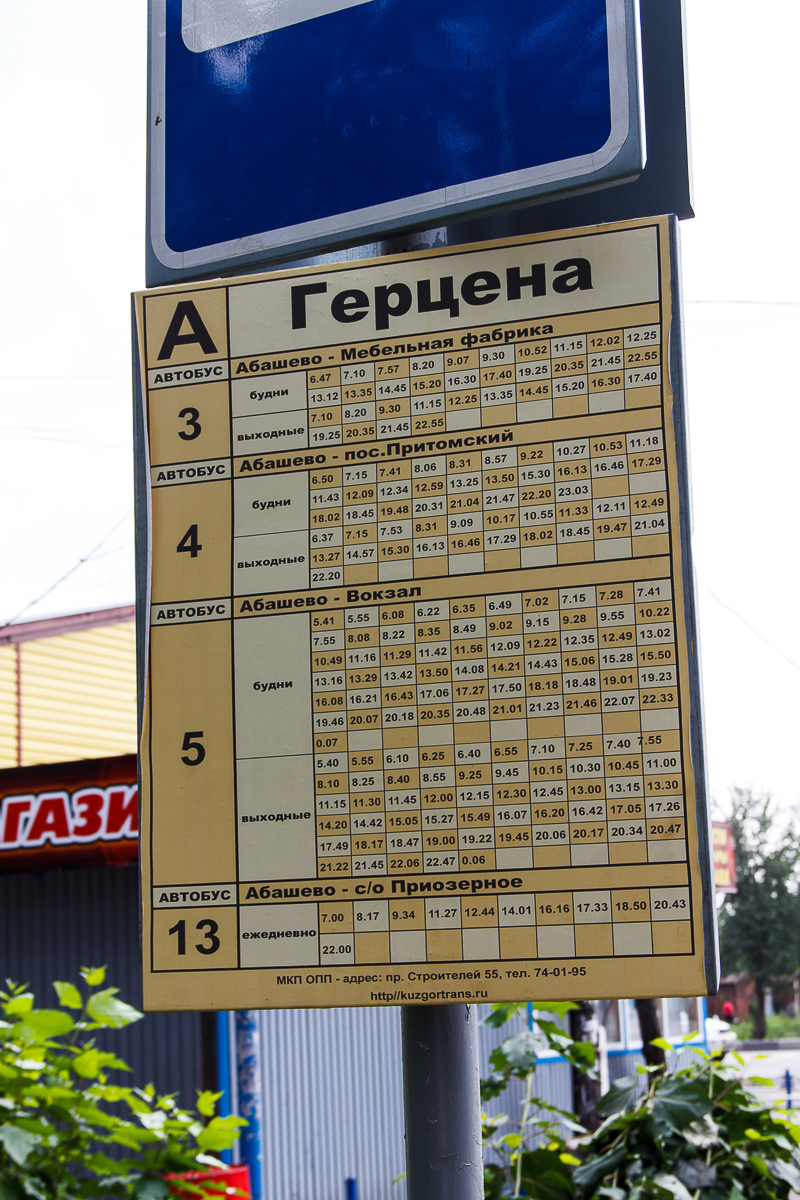 А Герцена
АВТОБУС Абашево - Мебельная фабрика
3
будни
6.47 7.10 7.57 8.20 9.07 9.30 10.52 11.15 12.02 12.25
13.12 13.35 14.45 15.20 16.30 17.40 19.25 20.35 21.45 22.55
выходные
7.10 8.20 9.30 11.15 12.25 13.35 14.45 15.20 16.30 17.40
19.25 20.35 21.45 22.55
АВТОБУС Абашево - пос.Притомский
4
будни
6.50 7.15 7.41 8.06 8.31 8.57 9.22 10.27 10.53 11.18
11.43 12.09 12.34 12.59 13.25 13.50 15.30 16.13 16.46 17.29
18.02 18.45 19.48 20.31 21.04 21.47 22.20 23.03
выходные
6.37 7.15 7.53 8.31 9.09 10.17 10.55 11.33 12.11 12.49
13.27 14.57 15.30 16.13 16.46 17.29 18.02 18.45 19.47 21.04
22.20
АВТОБУС Абашево - Вокзал
5
будни
5.41 5.55 6.08 6.22 6.35 6.49 7.02 7.15 7.28 7.41
7.55 8.08 8.22 8.35 8.49 9.02 9.15 9.28 9.55 10.22
10.49 11.16 11.29 11.42 11.56 12.09 12.22 12.35 12.49 13.02
13.16 13.29 13.42 13.50 14.08 14.21 14.43 15.06 15.28 15.50
16.08 16.21 16.43 17.06 17.27 17.50 18.18 18.48 19.01 19.23
19.46 20.07 20.18 20.35 20.48 21.01 21.23 21.46 22.07 22.33
0.07
выходные
5.40 5.55 6.10 6.25 6.40 6.55 7.10 7.25 7.40 7.55
8.10 8.25 8.40 8.55 9.25 9.45 10.15 10.30 10.45 11.00
11.15 11.30 11.45 12.00 12.15 12.30 12.45 13.00 13.15 13.30
14.20 14.42 15.05 15.27 15.49 16.07 16.20 16.42 17.05 17.26
17.49 18.17 18.47 19.00 19.22 19.45 20.06 20.17 20.34 20.47
21.22 21.45 22.06 22.47 0.06
АВТОБУС Абашево - с/о Приозерное
13
ежедневно
7.00 8.17 9.34 11.27 12.44 14.01 16.16 17.33 18.50 20.43
22.00
МКП ОПП - адрес: пр. Строителей 55, тел. 74-01-95
http//kuzgortrans.ru
ГАЗИ